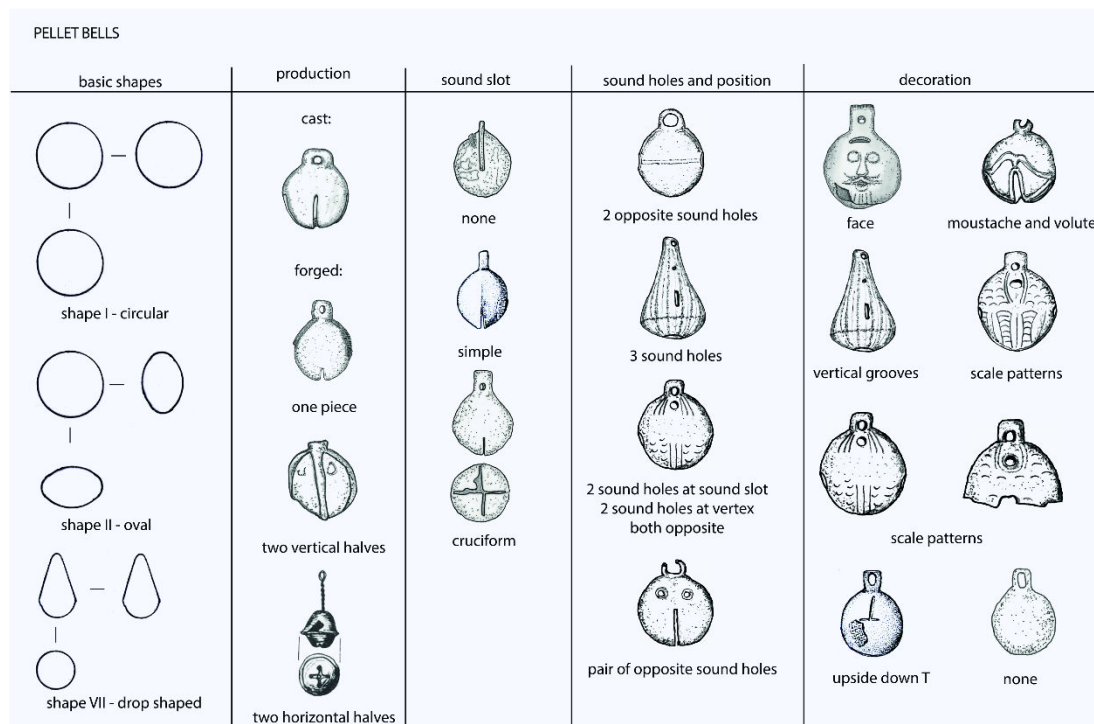 PELLET BELLS
basic shapes
shape I - circular
shape II - oval
shape VII - drop shaped
production
cast:
forged:
one piece
two vertical halves
two horizontal halves
sound slot
none
simple
cruciform
sound holes and position
2 opposite sound holes
3 sound holes
2 sound holes at sound slot
2 sound holes at vertex
both opposite
pair of opposite sound holes
decoration
face
moustache and volute
vertical grooves
scale patterns
scale patterns
upside down T
none